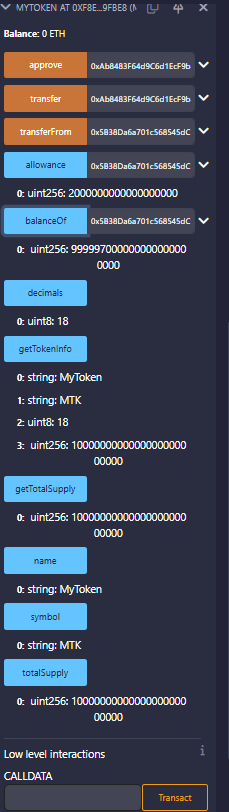 MYTOKEN AT 0XF8E...9FBE8 (M
Balance: 0 ETH
approve 0xAb8483F64d9C6d1EcF9b
transfer 0xAb8483F64d9C6d1EcF9b
transferFrom 0x5B38Da6a701c568545dC
allowance 0x5B38Da6a701c568545dC
0: uint256: 2000000000000000000
balanceOf 0x5B38Da6a701c568545dC
0: uint256: 99999700000000000000
0000
decimals
0: uint8: 18
getTokenInfo
0: string: MyToken
1: string: MTK
2: uint8: 18
3: uint256: 10000000000000000000
00000
getTotalSupply
0: uint256: 10000000000000000000
00000
name
0: string: MyToken
symbol
0: string: MTK
totalSupply
0: uint256: 10000000000000000000
00000
Low level interactions
CALLDATA
Transact